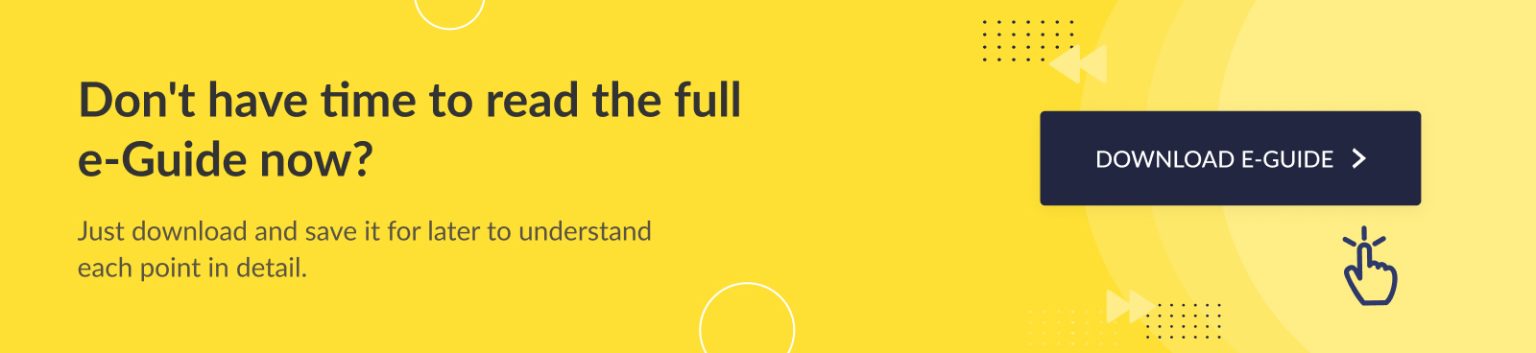 Don't have time to read the full
e-Guide now?
Just download and save it for later to understand
each point in detail.
DOWNLOAD E-GUIDE